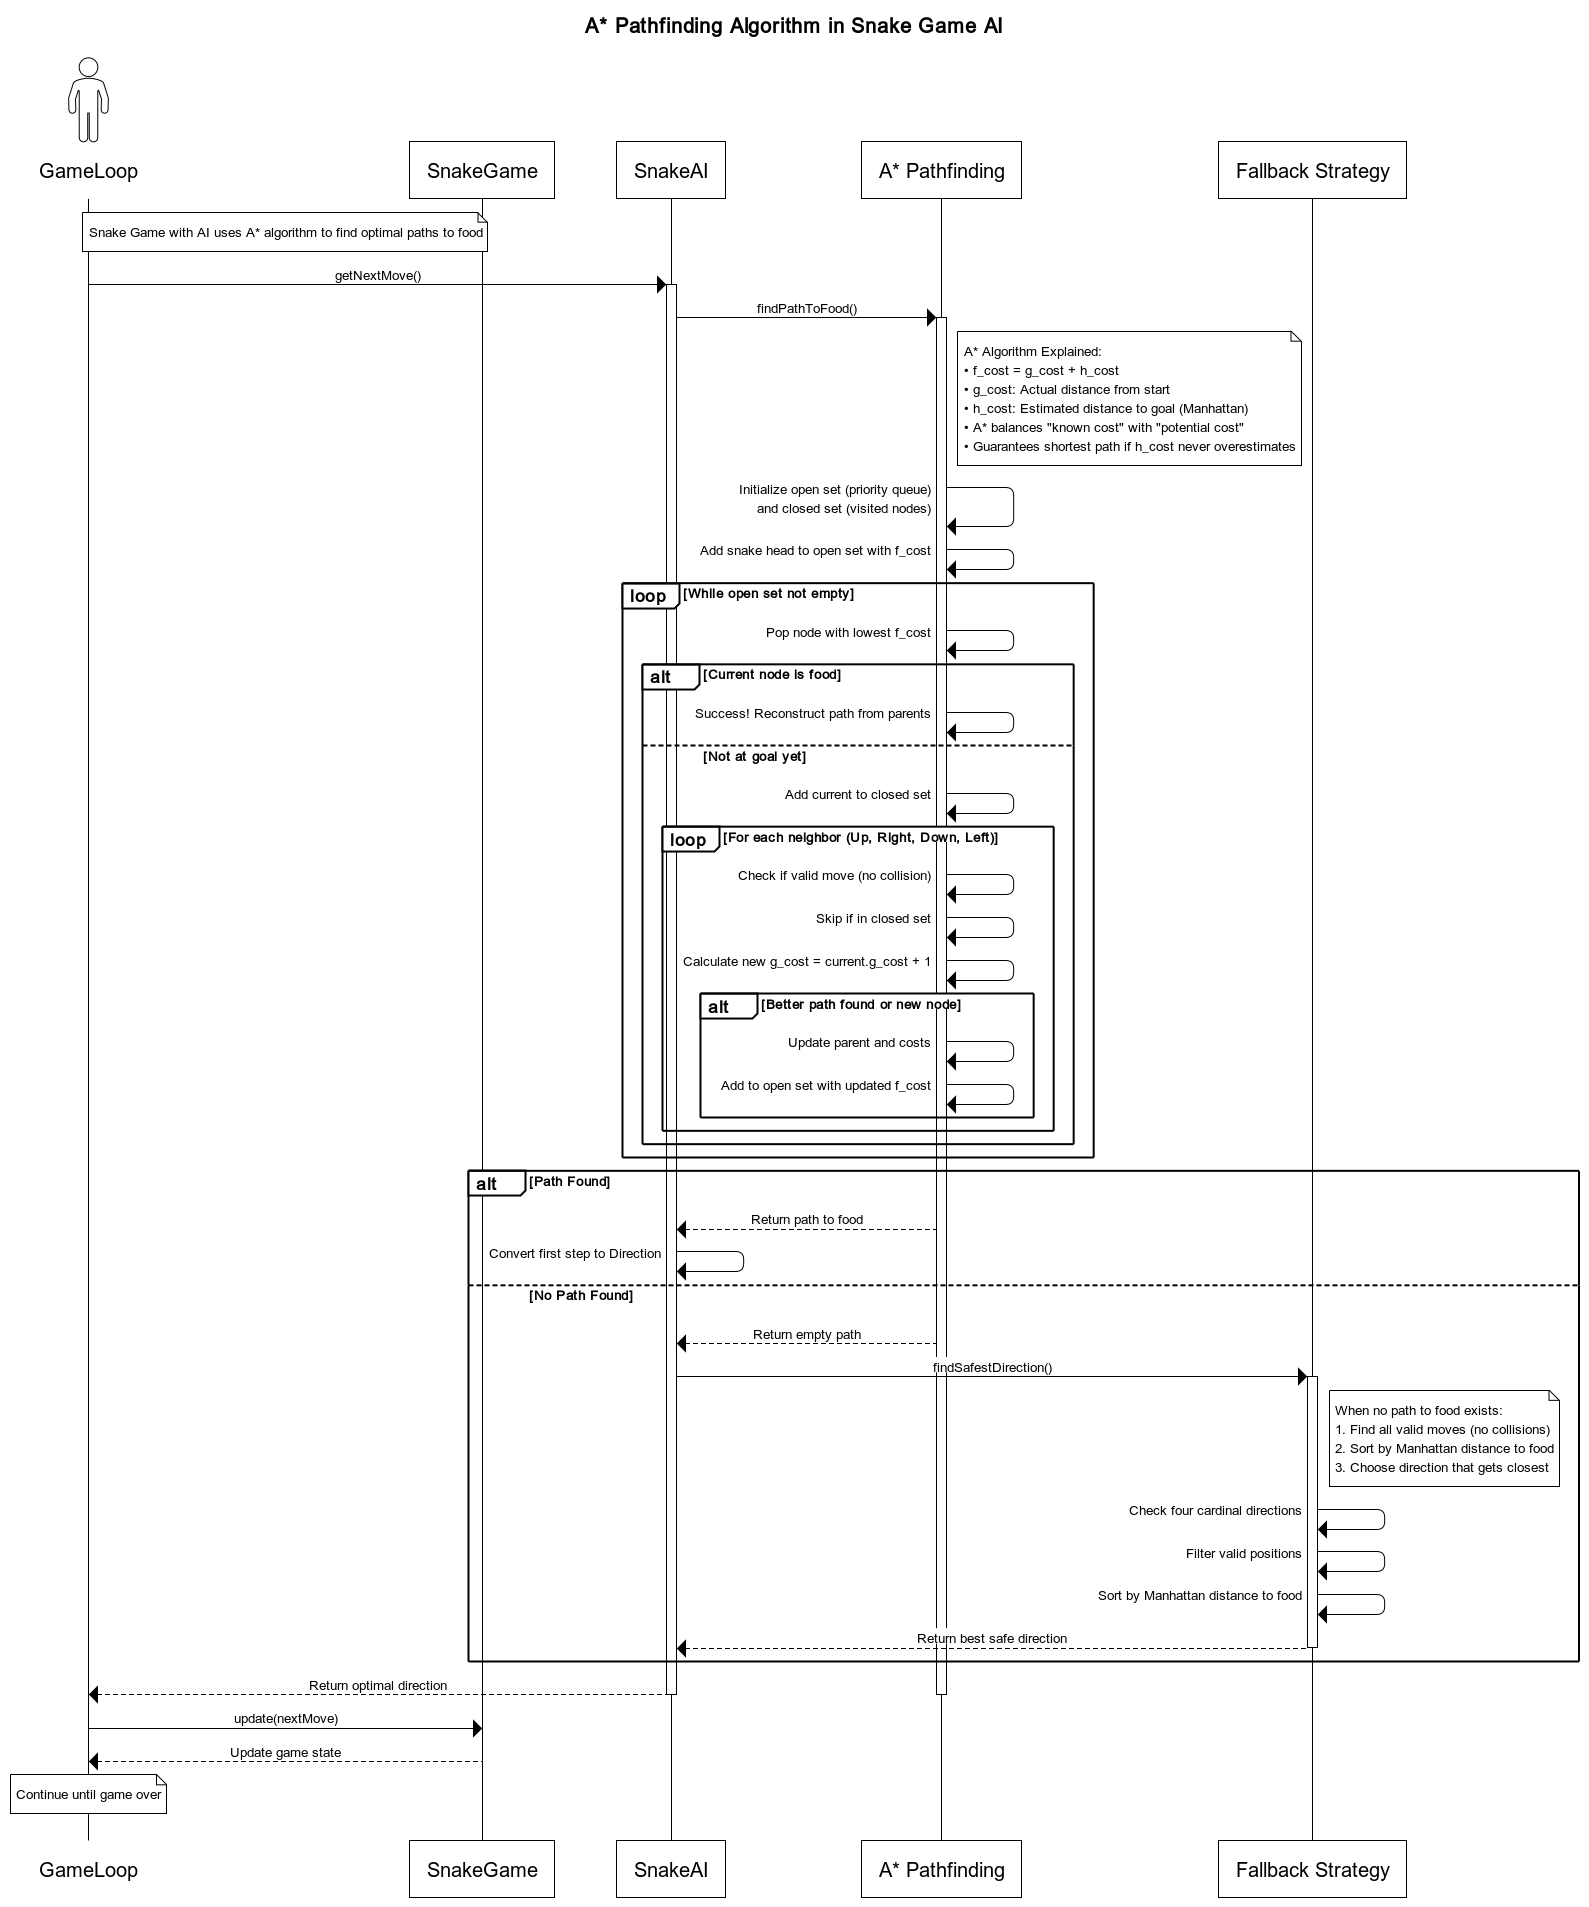 A* Pathfinding Algorithm in Snake Game AI
GameLoop
SnakeGame
SnakeAI
A* Pathfinding
Fallback Strategy
Snake Game with AI uses A* algorithm to find optimal paths to food
getNextMove()
findPathToFood()
A* Algorithm Explained:
• f_cost = g_cost + h_cost
• g_cost: Actual distance from start
• h_cost: Estimated distance to goal (Manhattan)
• A* balances "known cost" with "potential cost"
• Guarantees shortest path if h_cost never overestimates
Initialize open set (priority queue)
and closed set (visited nodes)
Add snake head to open set with f_cost
loop [While open set not empty]
Pop node with lowest f_cost
alt [Current node is food]
Success! Reconstruct path from parents
[Not at goal yet]
Add current to closed set
loop [For each neighbor (Up, Right, Down, Left)]
Check if valid move (no collision)
Skip if in closed set
Calculate new g_cost = current.g_cost + 1
alt [Better path found or new node]
Update parent and costs
Add to open set with updated f_cost
alt [Path Found]
Return path to food
Convert first step to Direction
[No Path Found]
Return empty path
findSafestDirection()
When no path to food exists:
1. Find all valid moves (no collisions)
2. Sort by Manhattan distance to food
3. Choose direction that gets closest
Check four cardinal directions
Filter valid positions
Sort by Manhattan distance to food
Return best safe direction
Return optimal direction
update(nextMove)
Update game state
Continue until game over
GameLoop
SnakeGame
SnakeAI
A* Pathfinding
Fallback Strategy